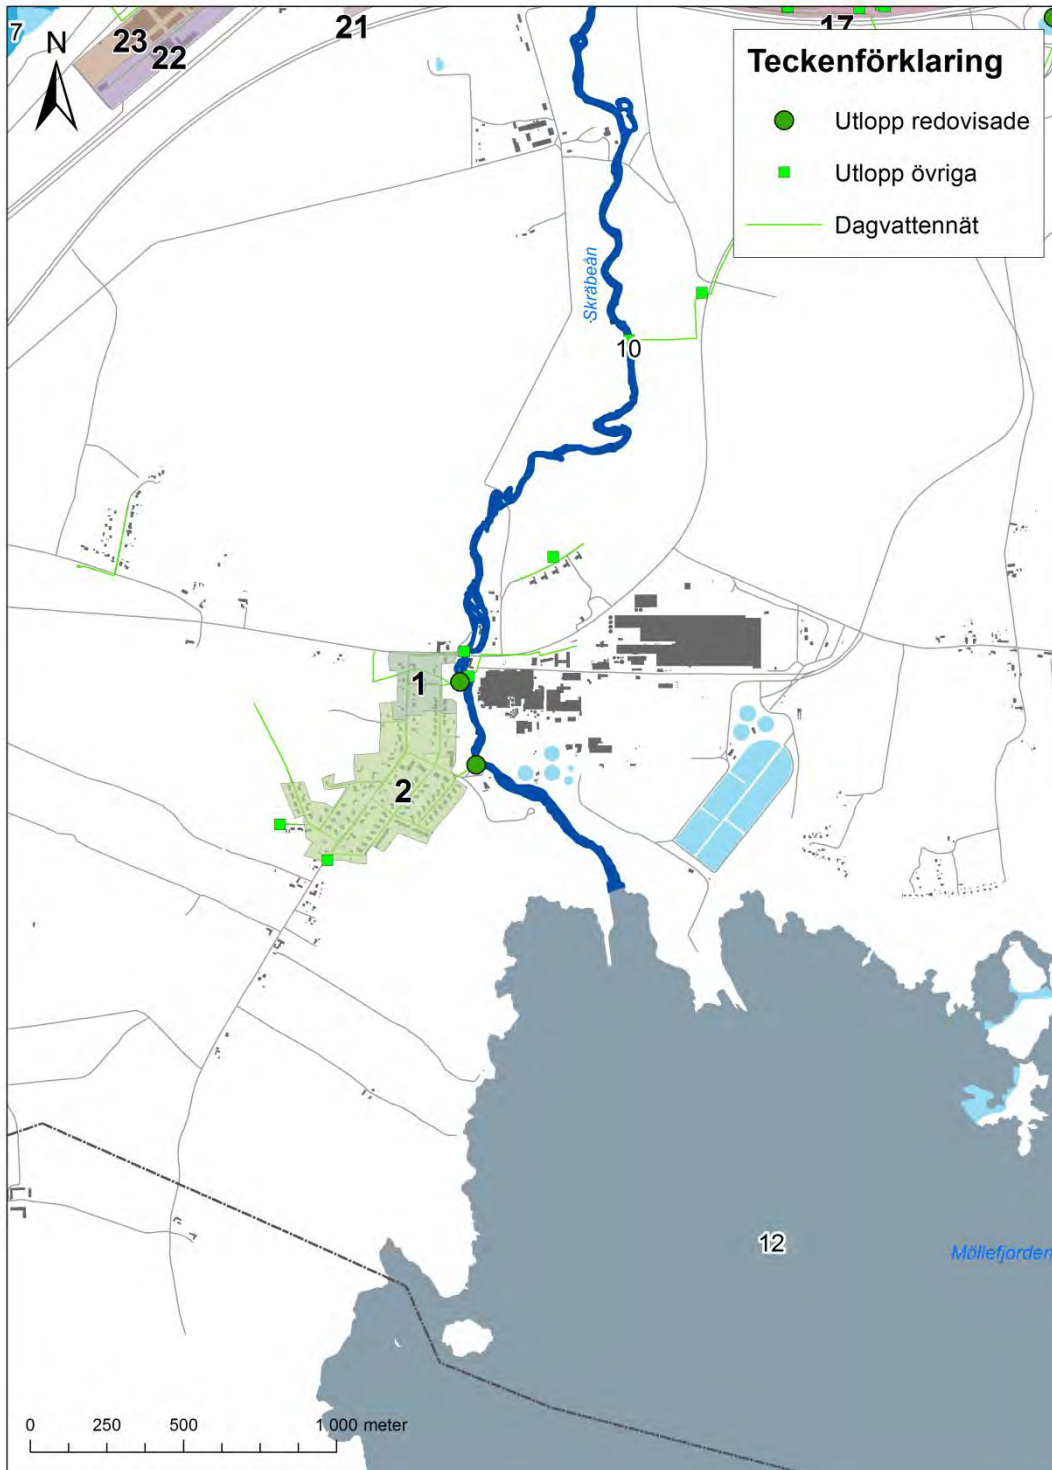 7
23
22
21
17
N
Teckenförklaring
Utlopp redovisade
Utlopp övriga
Dagvattennät
Skräbeån
10
1
2
12
Möllefjorden
0 250 500 1 000 meter